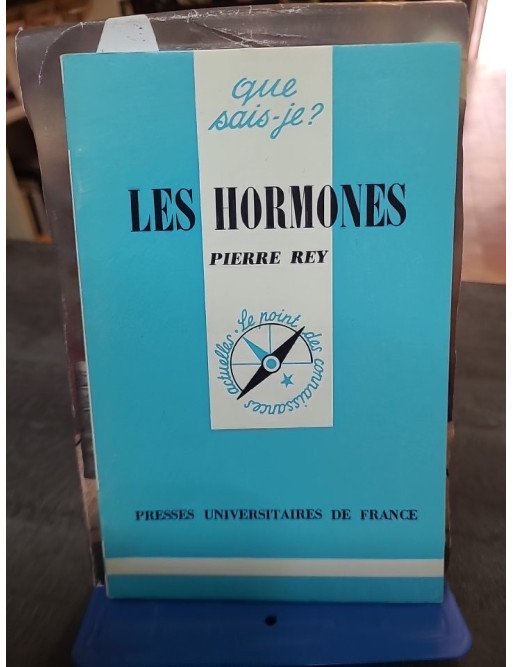 que
sais-je?
LES HORMONES
PIERRE REY
Le point des connaissances actuelles.
PRESSES UNIVERSITAIRES DE FRANCE